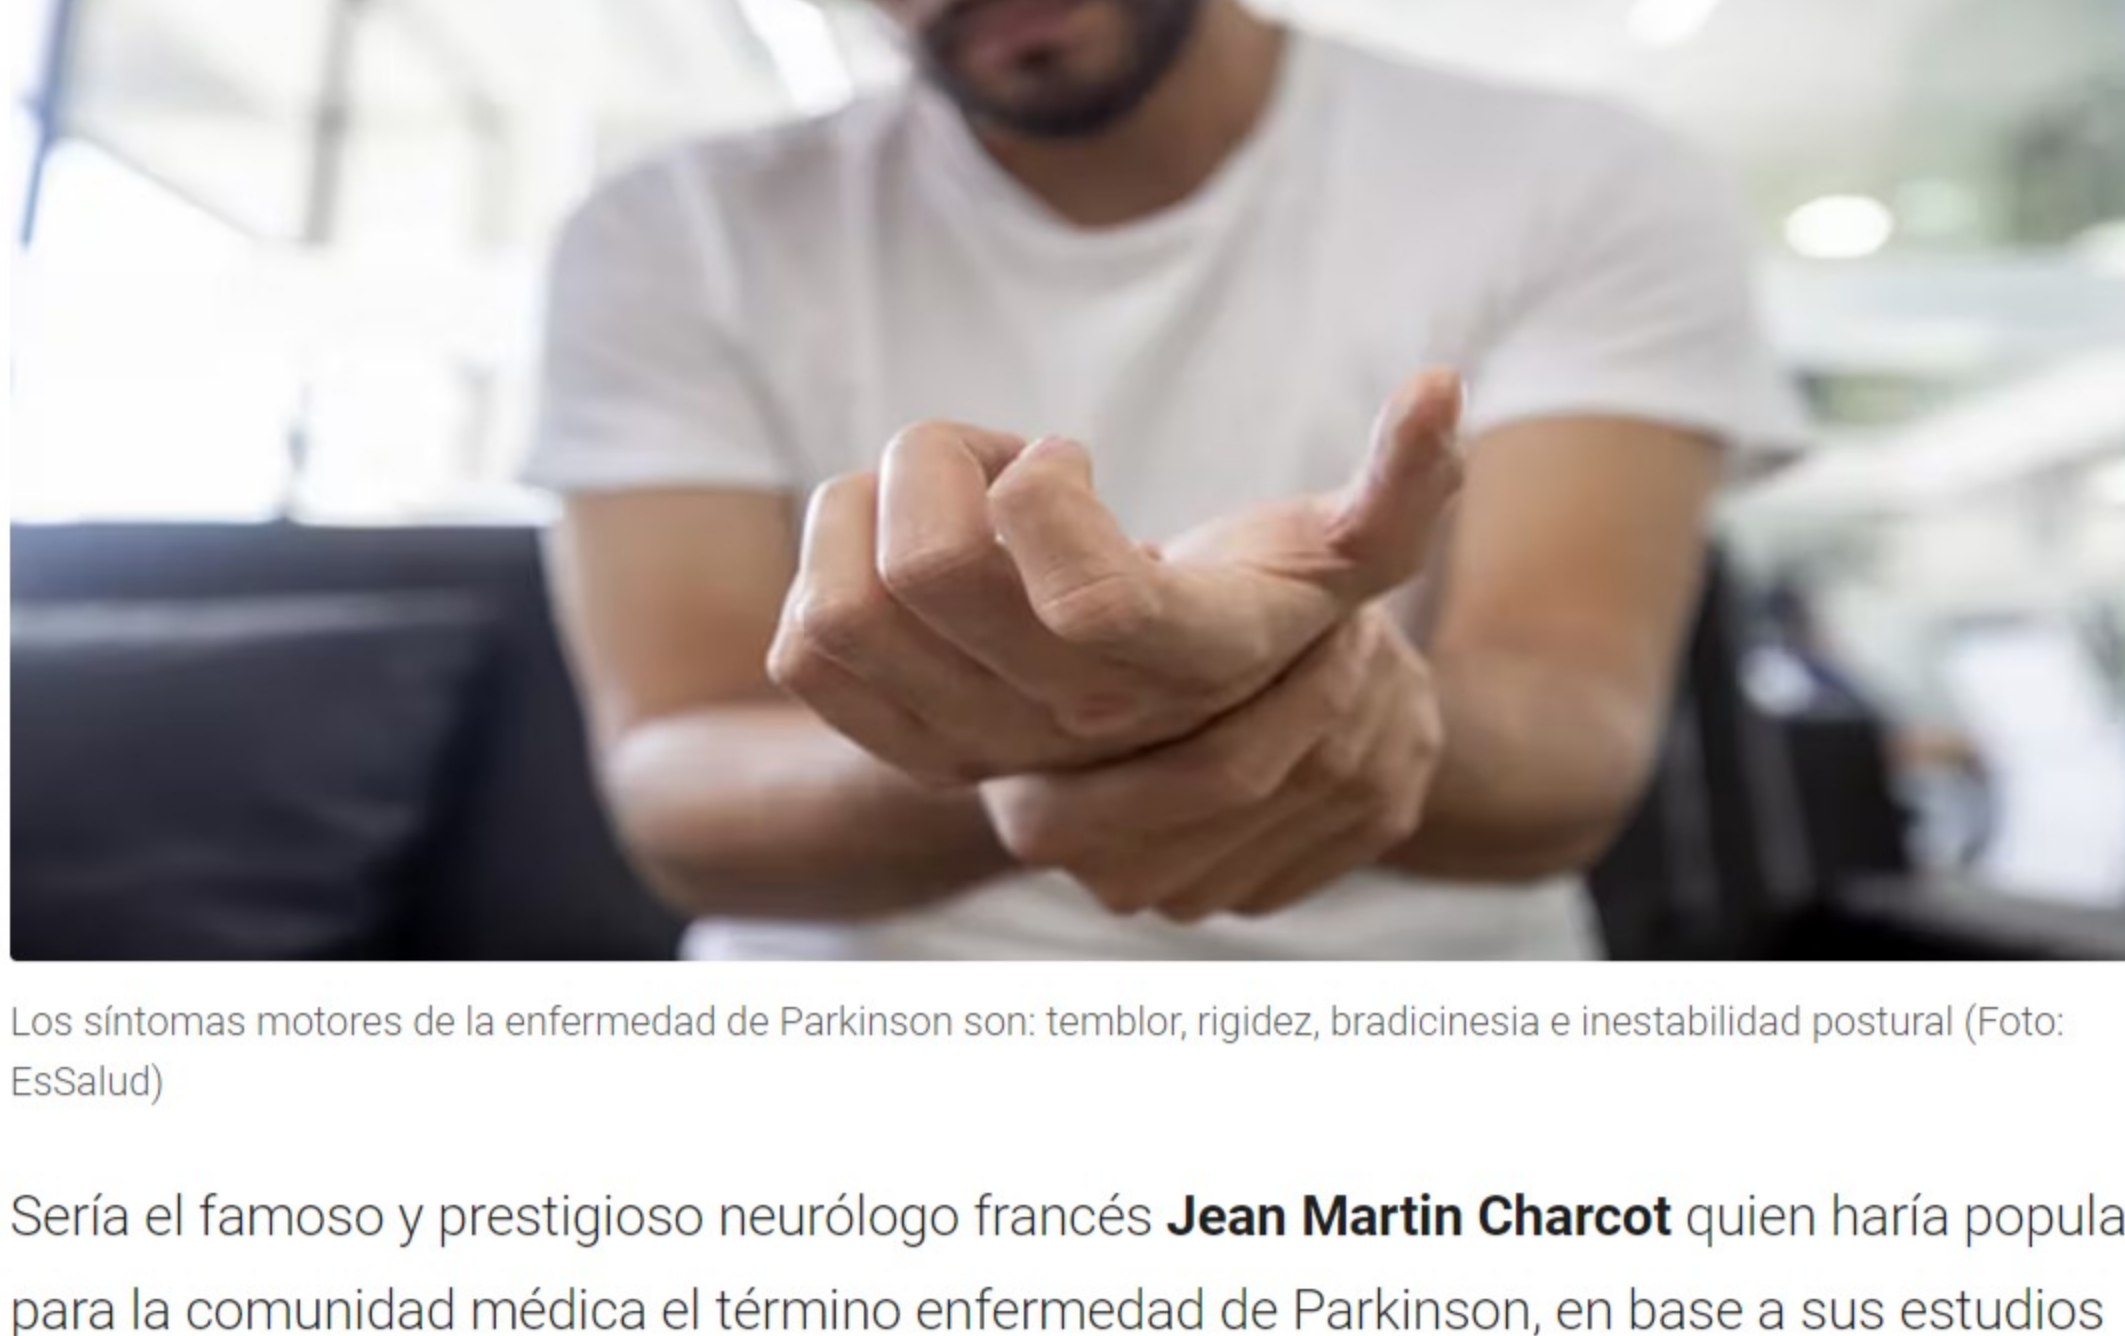 Los síntomas motores de la enfermedad de Parkinson son: temblor, rigidez, bradicinesia e inestabilidad postural (Foto:
EsSalud)
Sería el famoso y prestigioso neurólogo francés Jean Martin Charcot quien haría popula
para la comunidad médica el término enfermedad de Parkinson, en base a sus estudios